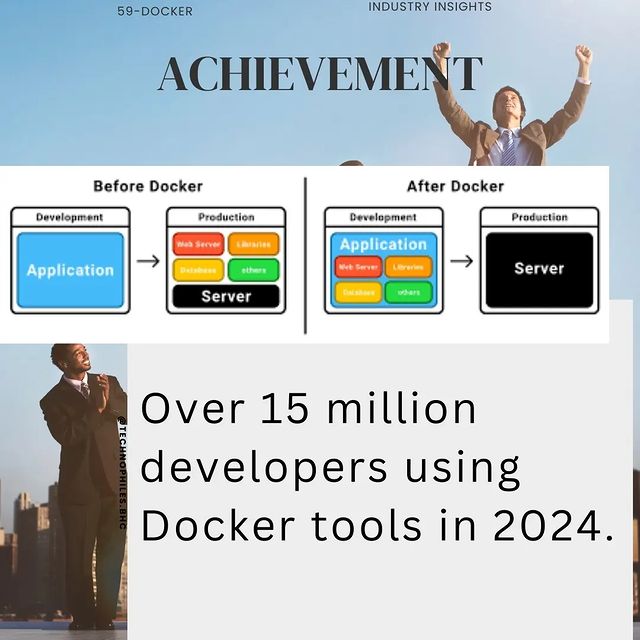 59-DOCKER
INDUSTRY INSIGHTS
ACHIEVEMENT
Before Docker
Development
Application
Production
Web Server
Libraries
Database
others
Server
After Docker
Development
Application
Web Server
Libraries
Database
others
Production
Server
@TECHNOPHILES.BHC
Over 15 million
developers using
Docker tools in 2024.